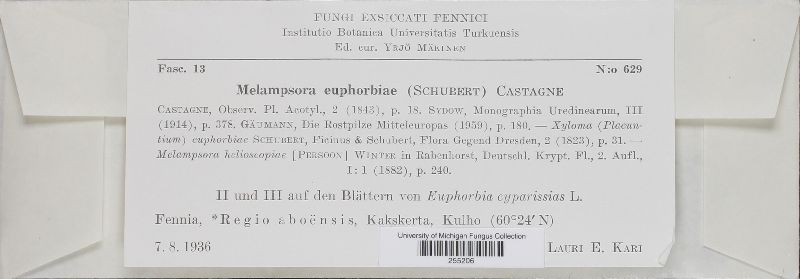 FUNGI EXSICCATI FENNICI
Institutio Botanica Universitatis Turkuensis
Ed. cur. YRJÖ MÄKINEN
Fasc. 13 N:o 629
Melampsora euphorbiae (SCHUBERT) CASTAGNE
CASTAGNE, Observ. Pl. Acotyl., 2 (1843), p. 18. SYDOW, Monographia Uredinearum, III
(1914), p. 378. GÄUMANN, Die Rostpilze Mitteleuropas (1959), p. 180. — Xyloma (Placun-
tium) euphorbiae SCHUBERT, Ficinus & Schubert, Flora Gegend Dresden, 2 (1823), p. 31. —
Melampsora helioscopiae [PERSOON] WINTER in Rabenhorst, Deutschl. Krypt. Fl., 2. Aufl.,
I: 1 (1882), p. 240.
II und III auf den Blättern von Euphorbia cyparissias L.
Fennia, *Regio aboënsis, Kakskerta, Kulho (60°24′ N)
7. 8. 1936 LAURI E. KARI
University of Michigan Fungus Collection
255206